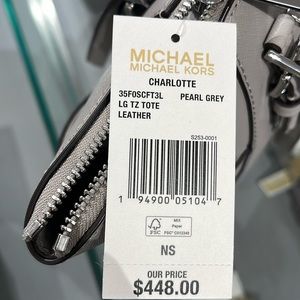 MICHAEL
MICHAEL KORS
CHARLOTTE
35F0SCFT3L PEARL GREY
LG TZ TOTE
LEATHER
S253-0001
1 94900 05104 7
FSC
MIX
Paper
NS
OUR PRICE
$448.00